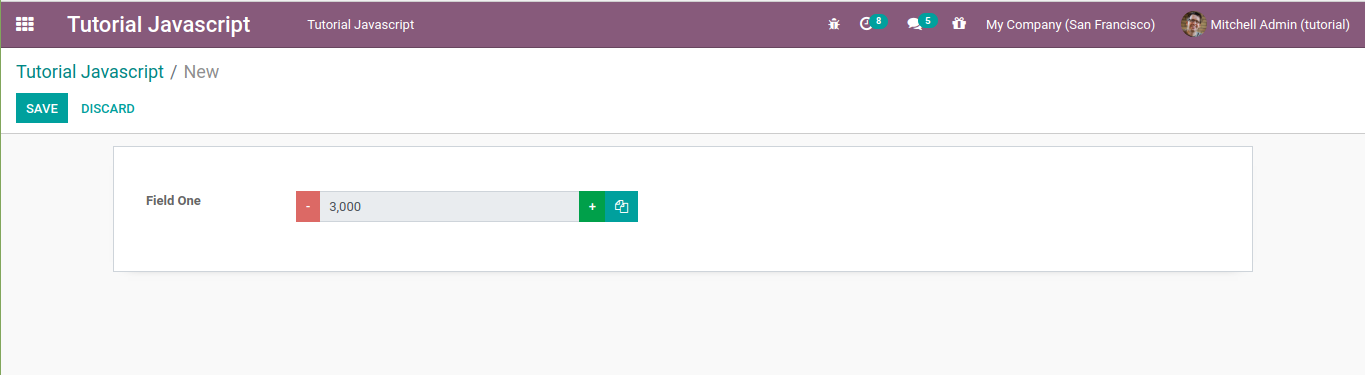 Tutorial Javascript Tutorial Javascript 8 5 My Company (San Francisco) Mitchell Admin (tutorial)
Tutorial Javascript / New
SAVE DISCARD
Field One - 3,000 +